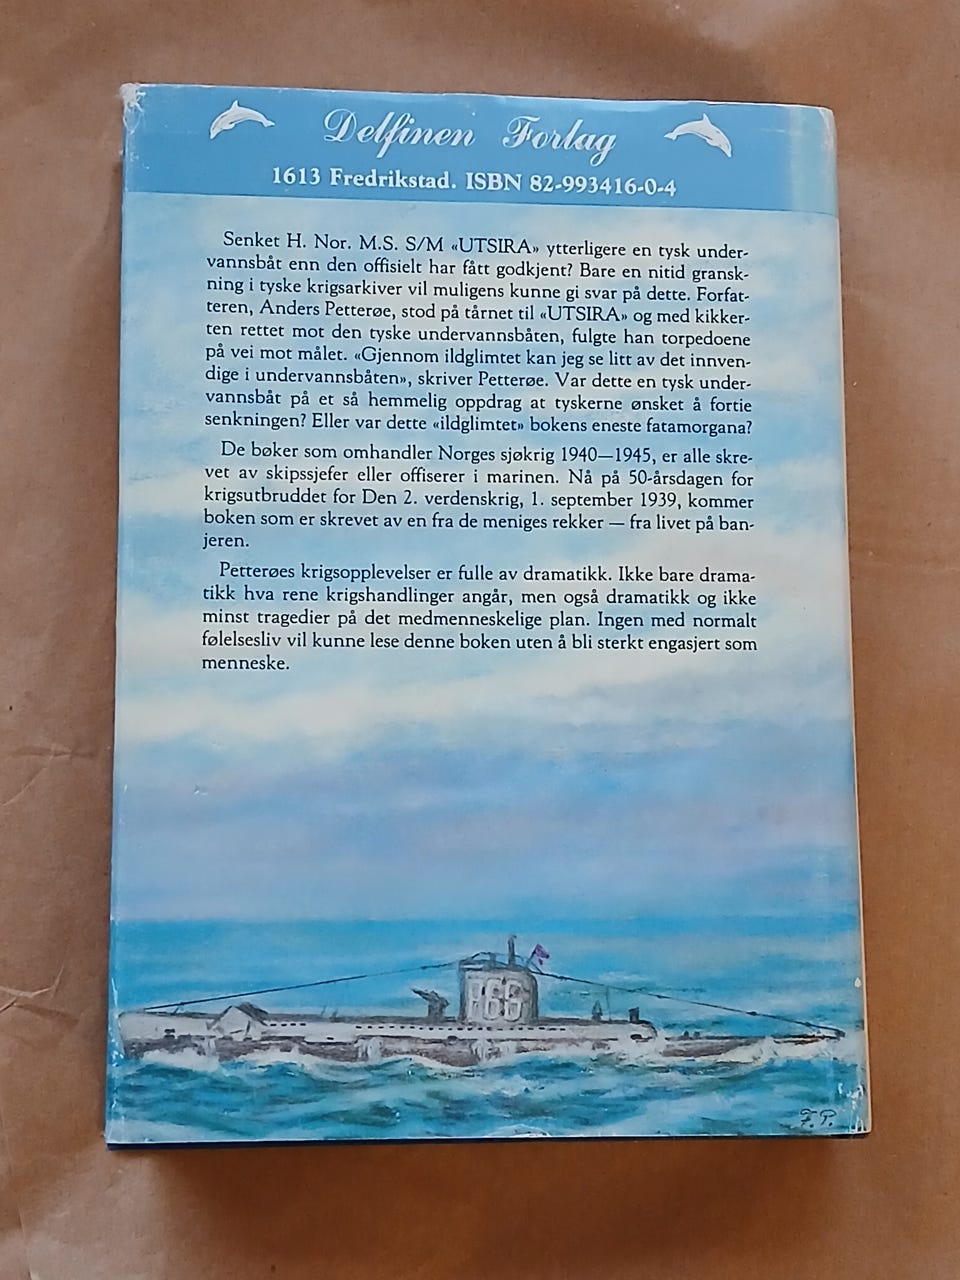 Delfinen Forlag
1613 Fredrikstad. ISBN 82-993416-0-4
Senket H. Nor. M.S. S/M «UTSIRA» ytterligere en tysk under-
vannsbåt enn den offisielt har fått godkjent? Bare en nitid gransk-
ning i tyske krigsarkiver vil muligens kunne gi svar på dette. Forfat-
teren, Anders Petterøe, stod på tårnet til «UTSIRA» og med kikker-
ten rettet mot den tyske undervannsbåten, fulgte han torpedoene
på vei mot målet. «Gjennom ildglimtet kan jeg se litt av det innven-
dige i undervannsbåten», skriver Petterøe. Var dette en tysk under-
vannsbåt på et så hemmelig oppdrag at tyskerne ønsket å fortie
senkningen? Eller var dette «ildglimtet» bokens eneste fatamorgana?
De bøker som omhandler Norges sjøkrig 1940—1945, er alle skre-
vet av skipssjefer eller offiserer i marinen. Nå på 50-årsdagen for
krigsutbruddet for Den 2. verdenskrig, 1. september 1939, kommer
boken som er skrevet av en fra de meniges rekker — fra livet på ban-
jeren.
Petterøes krigsopplevelser er fulle av dramatikk. Ikke bare drama-
tikk hva rene krigshandlinger angår, men også dramatikk og ikke
minst tragedier på det medmenneskelige plan. Ingen med normalt
følelsesliv vil kunne lese denne boken uten å bli sterkt engasjert som
menneske.
F.P.